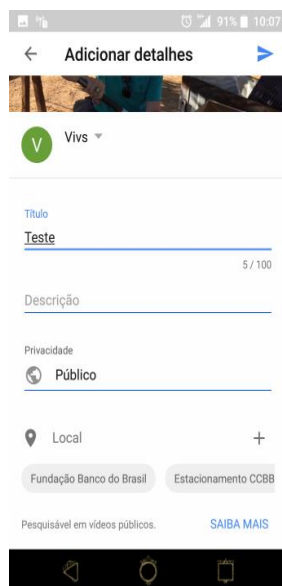 91% 10:07
Adicionar detalhes
V
Vivs
Título
Teste
5 / 100
Descrição
Privacidade
Público
Local
Fundação Banco do Brasil Estacionamento CCBB
Pesquisável em vídeos públicos. SAIBA MAIS